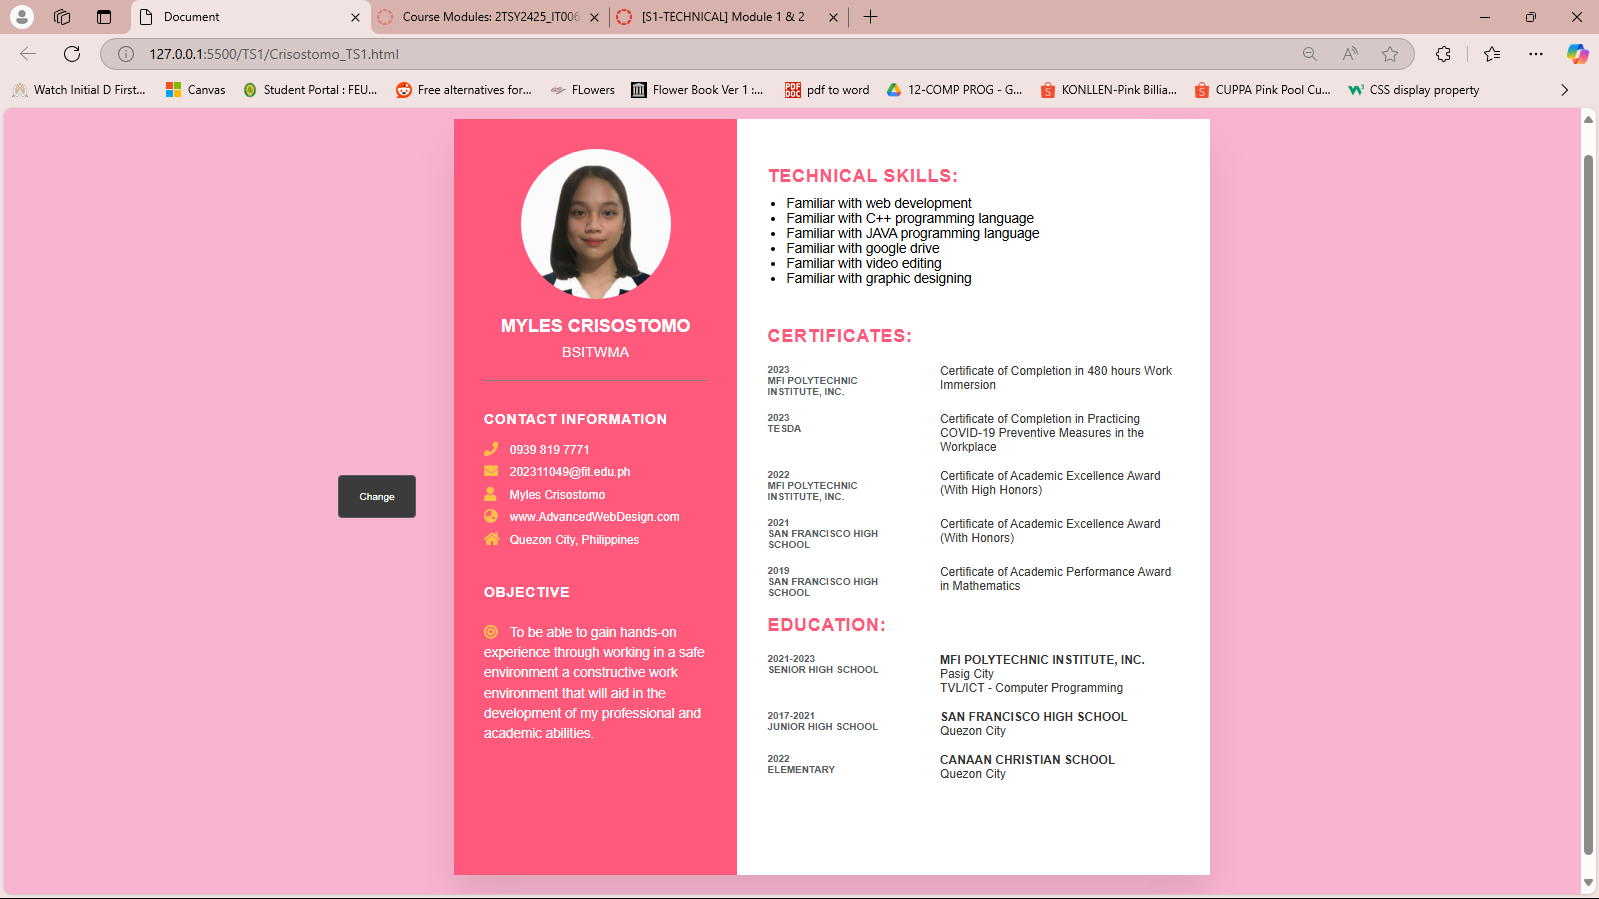 Document
Course Modules: 2TSY2425_IT006
[S1-TECHNICAL] Module 1 & 2
127.0.0.1:5500/TS1/Crisostomo_TS1.html
Watch Initial D First...
Canvas
Student Portal : FEU...
Free alternatives for...
FLowers
Flower Book Ver 1 :...
pdf to word
12-COMP PROG - G...
KONLLEN-Pink Billia...
CUPPA Pink Pool Cu...
CSS display property
Change
MYLES CRISOSTOMO
BSITWMA
CONTACT INFORMATION
0939 819 7771
202311049@fit.edu.ph
Myles Crisostomo
www.AdvancedWebDesign.com
Quezon City, Philippines
OBJECTIVE
To be able to gain hands-on
experience through working in a safe
environment a constructive work
environment that will aid in the
development of my professional and
academic abilities.
TECHNICAL SKILLS:
• Familiar with web development
• Familiar with C++ programming language
• Familiar with JAVA programming language
• Familiar with google drive
• Familiar with video editing
• Familiar with graphic designing
CERTIFICATES:
2023
MFI POLYTECHNIC
INSTITUTE, INC.
Certificate of Completion in 480 hours Work
Immersion
2023
TESDA
Certificate of Completion in Practicing
COVID-19 Preventive Measures in the
Workplace
2022
MFI POLYTECHNIC
INSTITUTE, INC.
Certificate of Academic Excellence Award
(With High Honors)
2021
SAN FRANCISCO HIGH
SCHOOL
Certificate of Academic Excellence Award
(With Honors)
2019
SAN FRANCISCO HIGH
SCHOOL
Certificate of Academic Performance Award
in Mathematics
EDUCATION:
2021-2023
SENIOR HIGH SCHOOL
MFI POLYTECHNIC INSTITUTE, INC.
Pasig City
TVL/ICT - Computer Programming
2017-2021
JUNIOR HIGH SCHOOL
SAN FRANCISCO HIGH SCHOOL
Quezon City
2022
ELEMENTARY
CANAAN CHRISTIAN SCHOOL
Quezon City